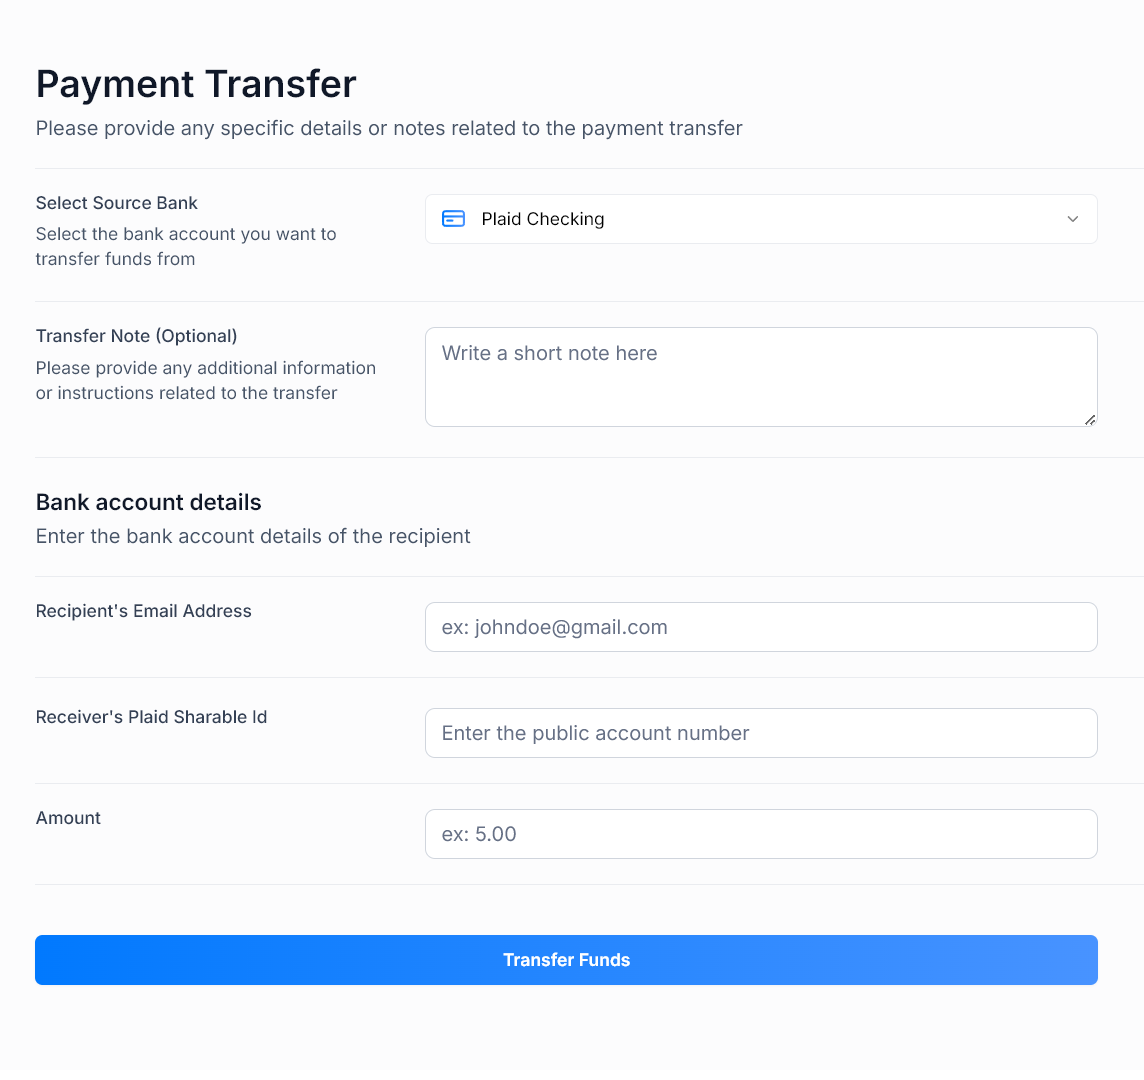 Payment Transfer
Please provide any specific details or notes related to the payment transfer
Select Source Bank
Select the bank account you want to
transfer funds from
Plaid Checking
Transfer Note (Optional)
Please provide any additional information
or instructions related to the transfer
Write a short note here
Bank account details
Enter the bank account details of the recipient
Recipient's Email Address
ex: johndoe@gmail.com
Receiver's Plaid Sharable Id
Enter the public account number
Amount
ex: 5.00
Transfer Funds